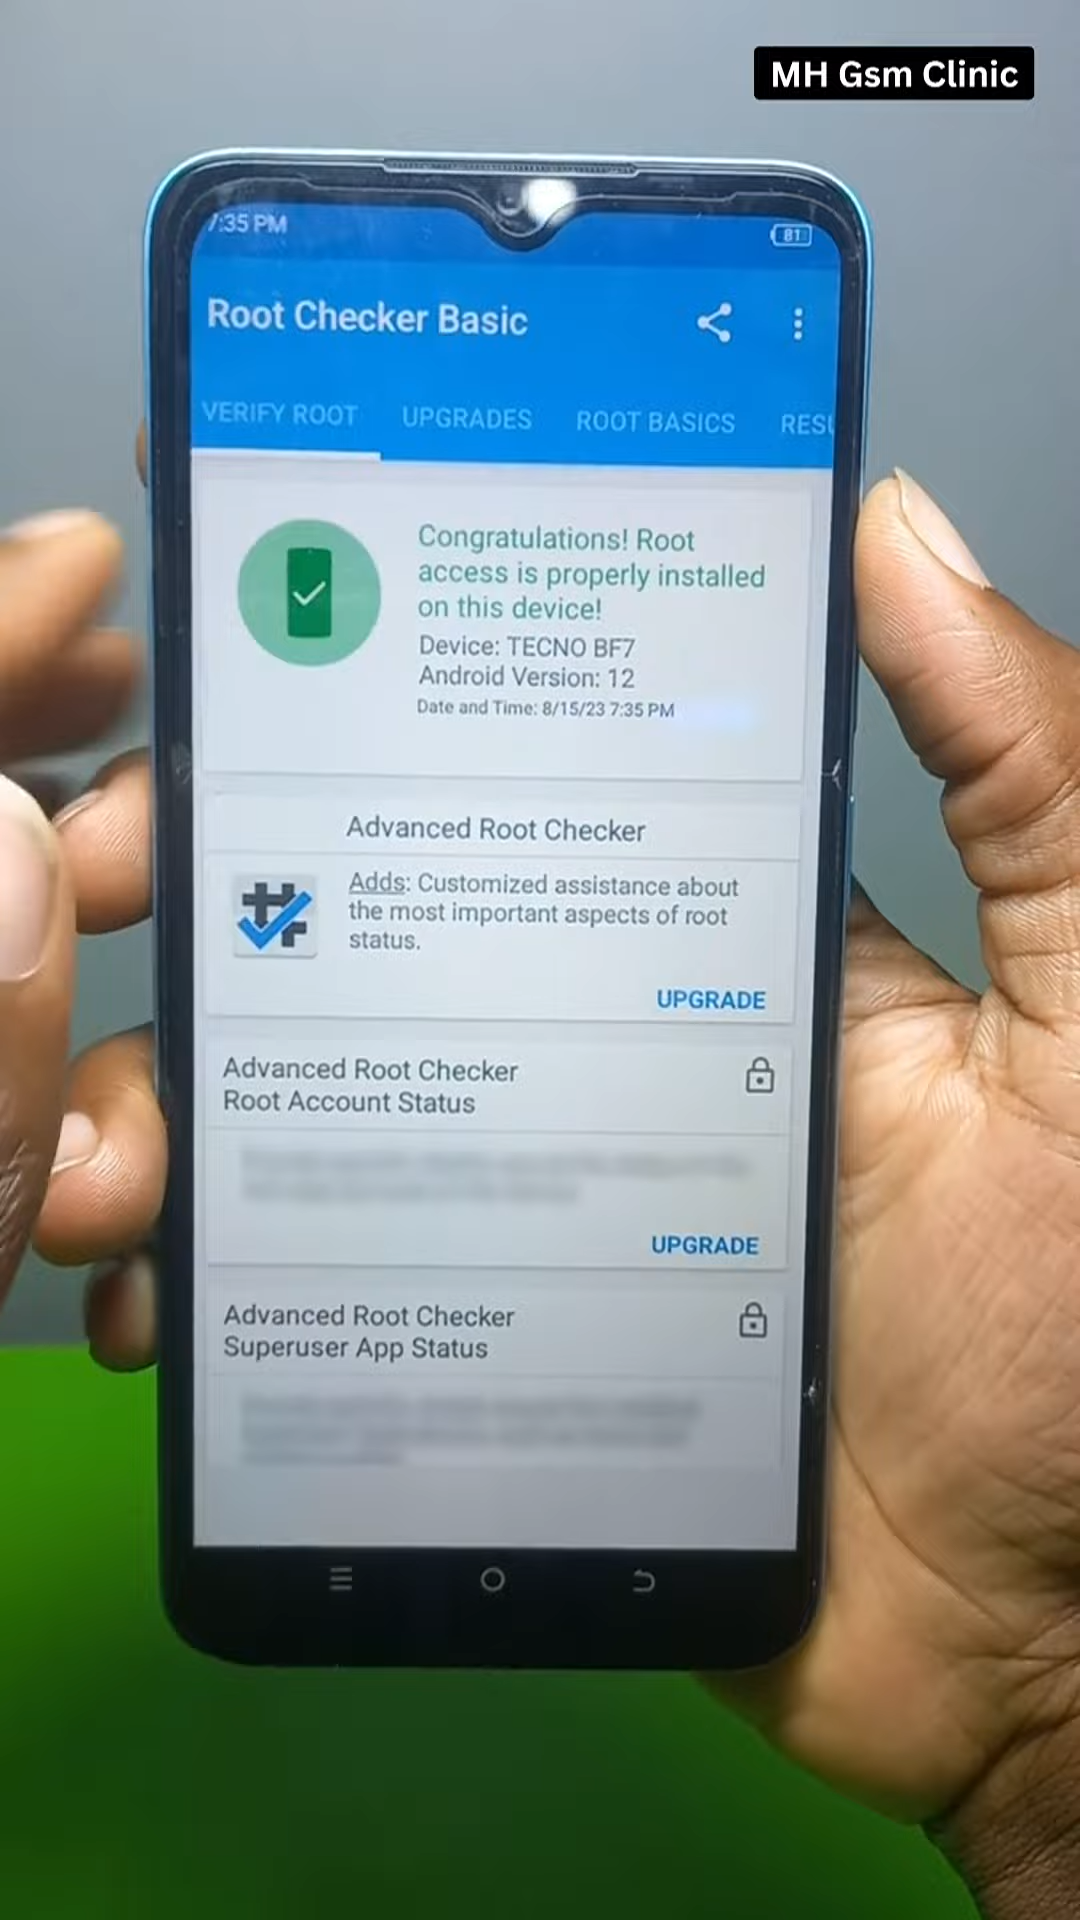 MH Gsm Clinic
7:35 PM
81
Root Checker Basic
VERIFY ROOT UPGRADES ROOT BASICS RESU
Congratulations! Root
access is properly installed
on this device!
Device: TECNO BF7
Android Version: 12
Date and Time: 8/15/23 7:35 PM
Advanced Root Checker
Adds: Customized assistance about
the most important aspects of root
status.
UPGRADE
Advanced Root Checker
Root Account Status
UPGRADE
Advanced Root Checker
Superuser App Status